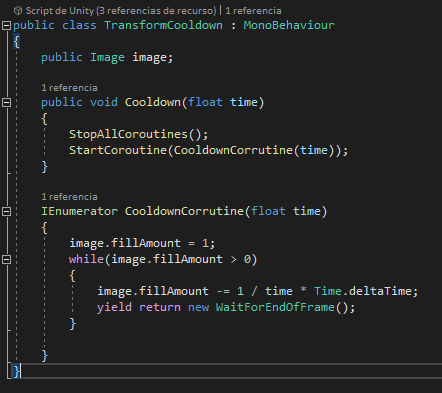 Script de Unity (3 referencias de recurso) | 1 referencia
public class TransformCooldown : MonoBehaviour
{
public Image image;
1 referencia
public void Cooldown(float time)
{
StopAllCoroutines();
StartCoroutine(CooldownCorrutine(time));
}
1 referencia
IEnumerator CooldownCorrutine(float time)
{
image.fillAmount = 1;
while(image.fillAmount > 0)
{
image.fillAmount -= 1 / time * Time.deltaTime;
yield return new WaitForEndOfFrame();
}
}
}